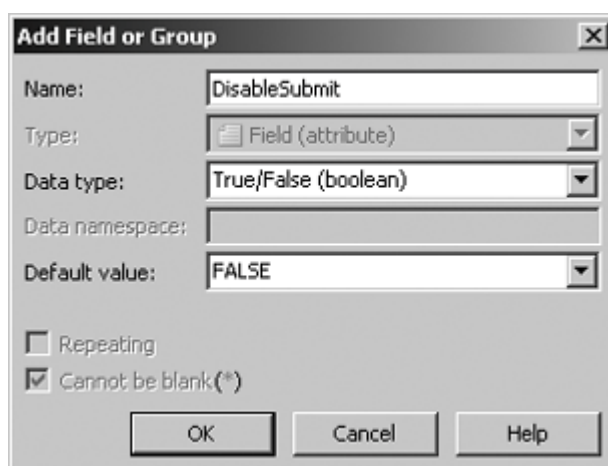 Add Field or Group
Name: DisableSubmit
Type: Field (attribute)
Data type: True/False (boolean)
Data namespace:
Default value: FALSE
Repeating
Cannot be blank(*)
OK Cancel Help